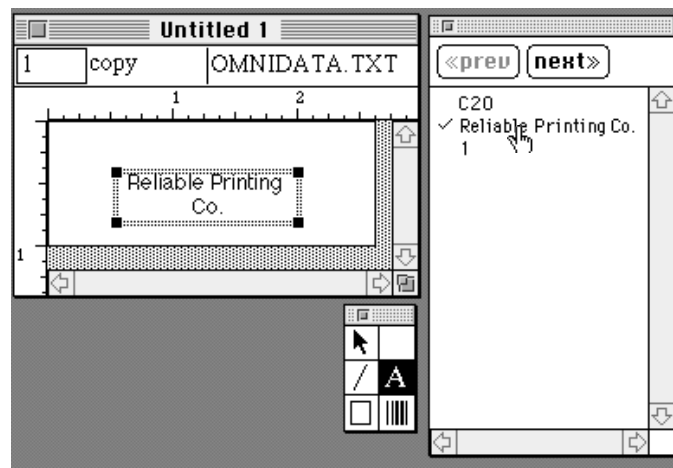 Untitled 1
1 copy OMNIDATA.TXT
1 2
Reliable Printing
Co.
1
A
«prev next»
C20
✓ Reliable Printing Co.
1